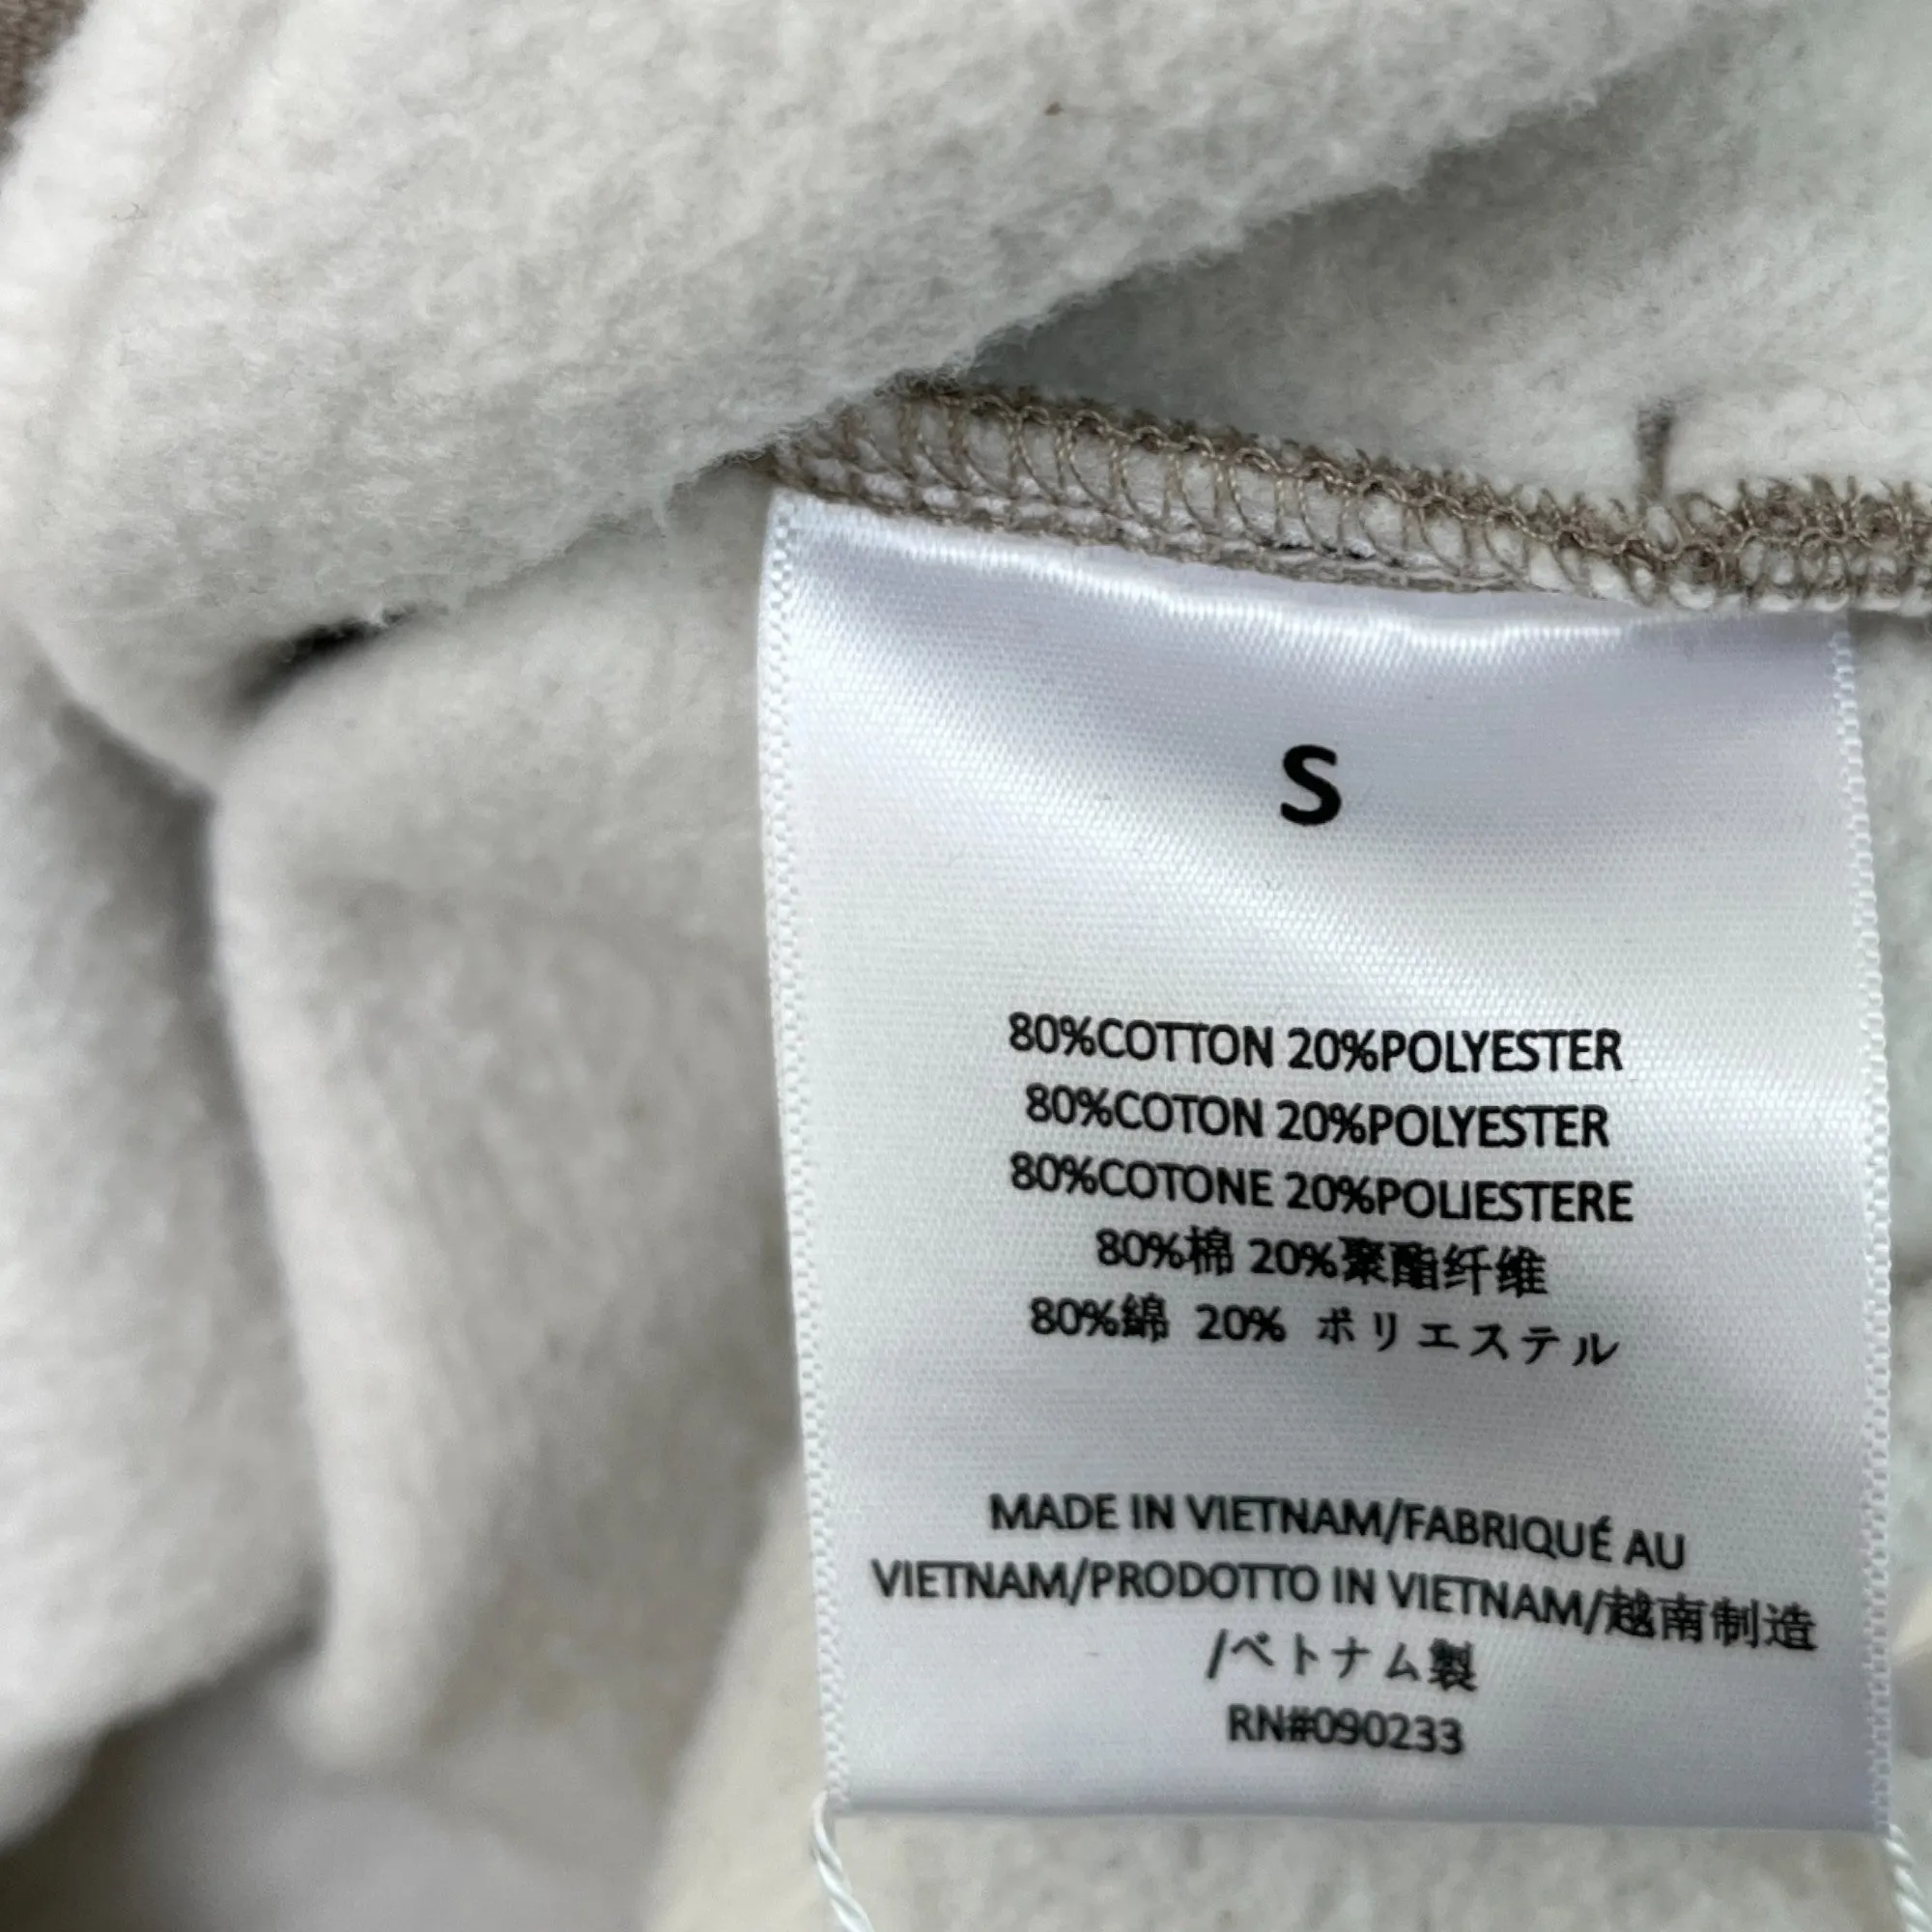 S
80%COTTON 20%POLYESTER
80%COTON 20%POLYESTER
80%COTONE 20%POLIESTERE
80%棉 20%聚酯纤维
80%綿 20% ポリエステル
MADE IN VIETNAM/FABRIQUÉ AU
VIETNAM/PRODOTTO IN VIETNAM/越南制造
/ベトナム製
RN#090233